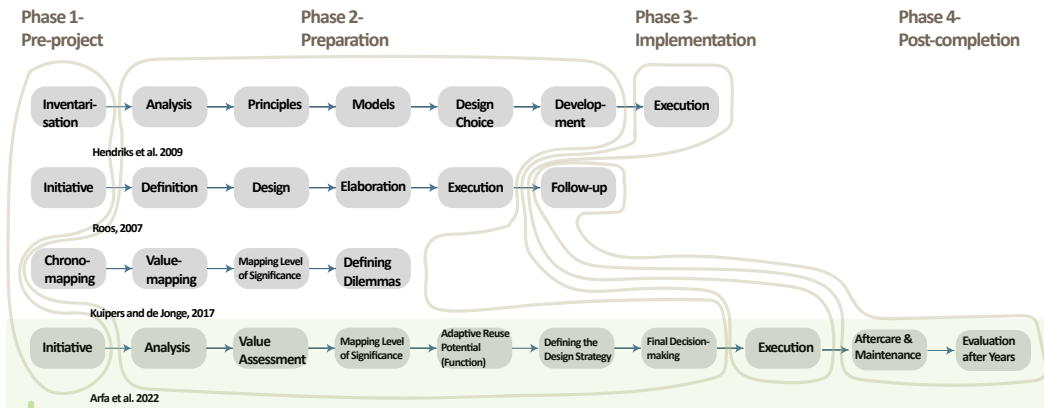 Phase 1-
Pre-project
Phase 2-
Preparation
Phase 3-
Implementation
Phase 4-
Post-completion
Inventari-
sation
Analysis
Principles
Models
Design
Choice
Develop-
ment
Execution
Hendriks et al. 2009
Initiative
Definition
Design
Elaboration
Execution
Follow-up
Roos, 2007
Chrono-
mapping
Value-
mapping
Mapping Level
of Significance
Defining
Dilemmas
Kuipers and de Jonge, 2017
Initiative
Analysis
Value
Assessment
Mapping Level
of Significance
Adaptive Reuse
Potential
(Function)
Defining the
Design Strategy
Final Decision-
making
Execution
Aftercare &
Maintenance
Evaluation
after Years
Arfa et al. 2022